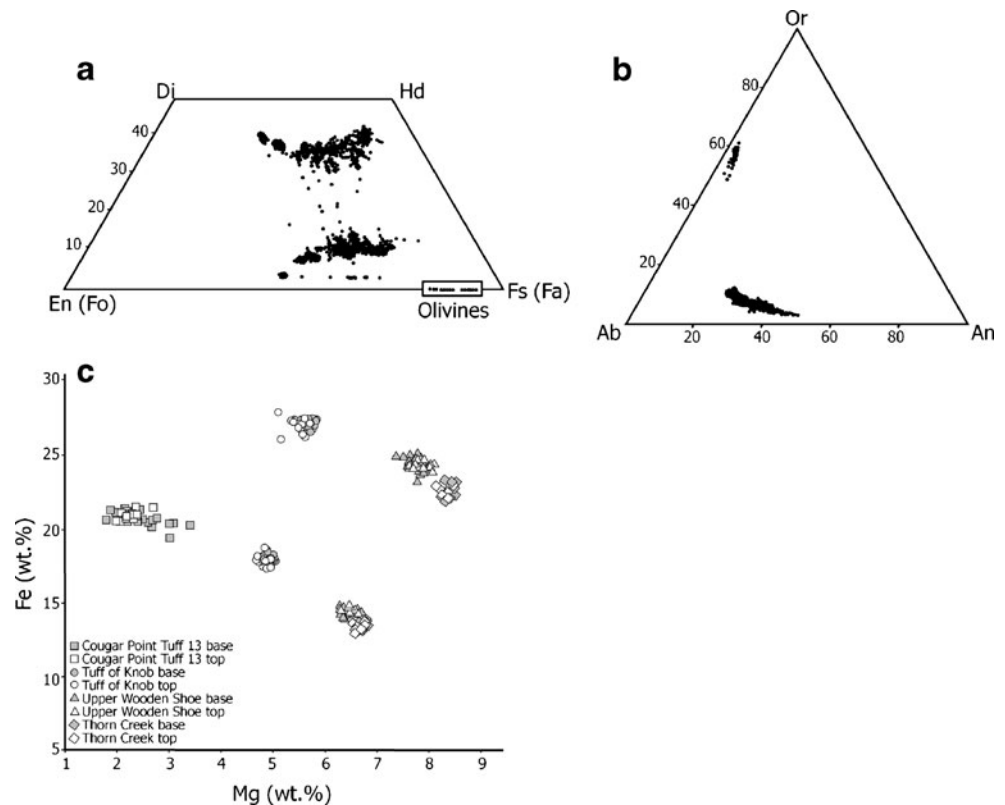 a
Di
Hd
40
30
20
10
En (Fo)
Fs (Fa)
Olivines
b
Or
80
60
40
20
Ab
20
40
60
80
An
c
30
25
20
15
10
5
Fe (wt.%)
Cougar Point Tuff 13 base
Cougar Point Tuff 13 top
Tuff of Knob base
Tuff of Knob top
Upper Wooden Shoe base
Upper Wooden Shoe top
Thorn Creek base
Thorn Creek top
1 2 3 4 5 6 7 8 9
Mg (wt.%)